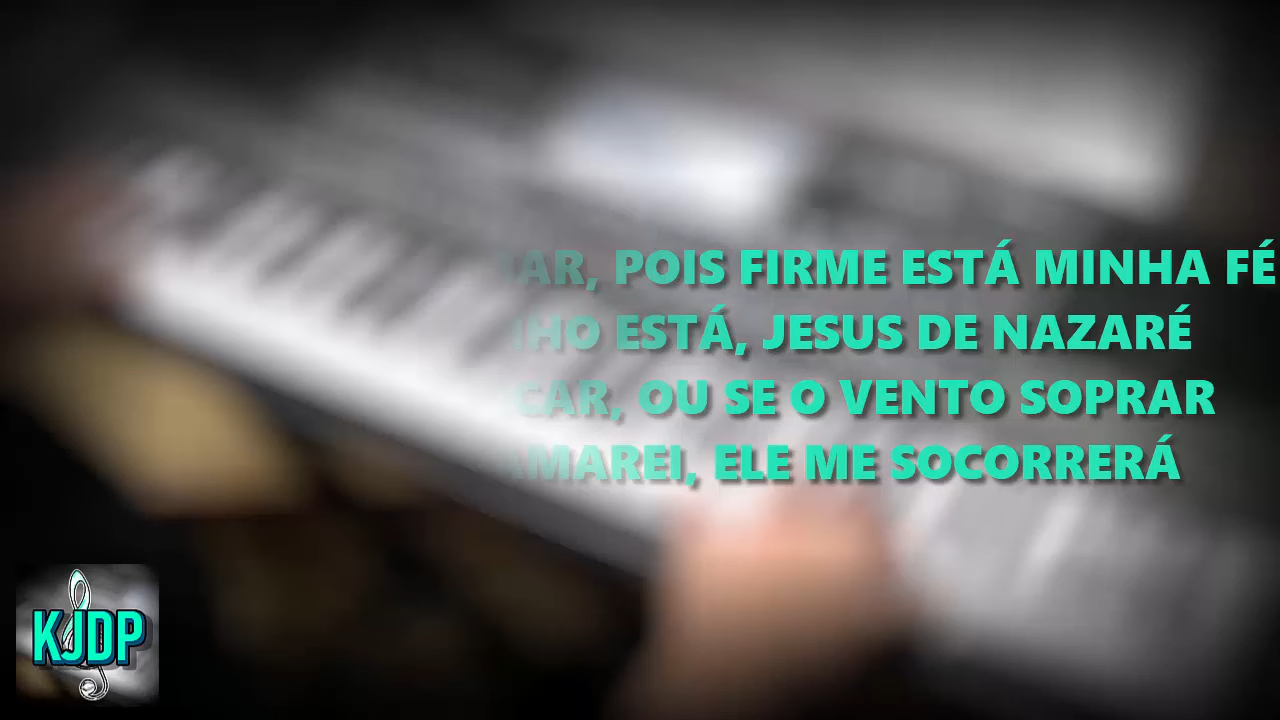 POIS FIRME ESTÁ MINHA FÉ
ESTÁ, JESUS DE NAZARÉ
OU SE O VENTO SOPRAR
ELE ME SOCORRERÁ
KJDP